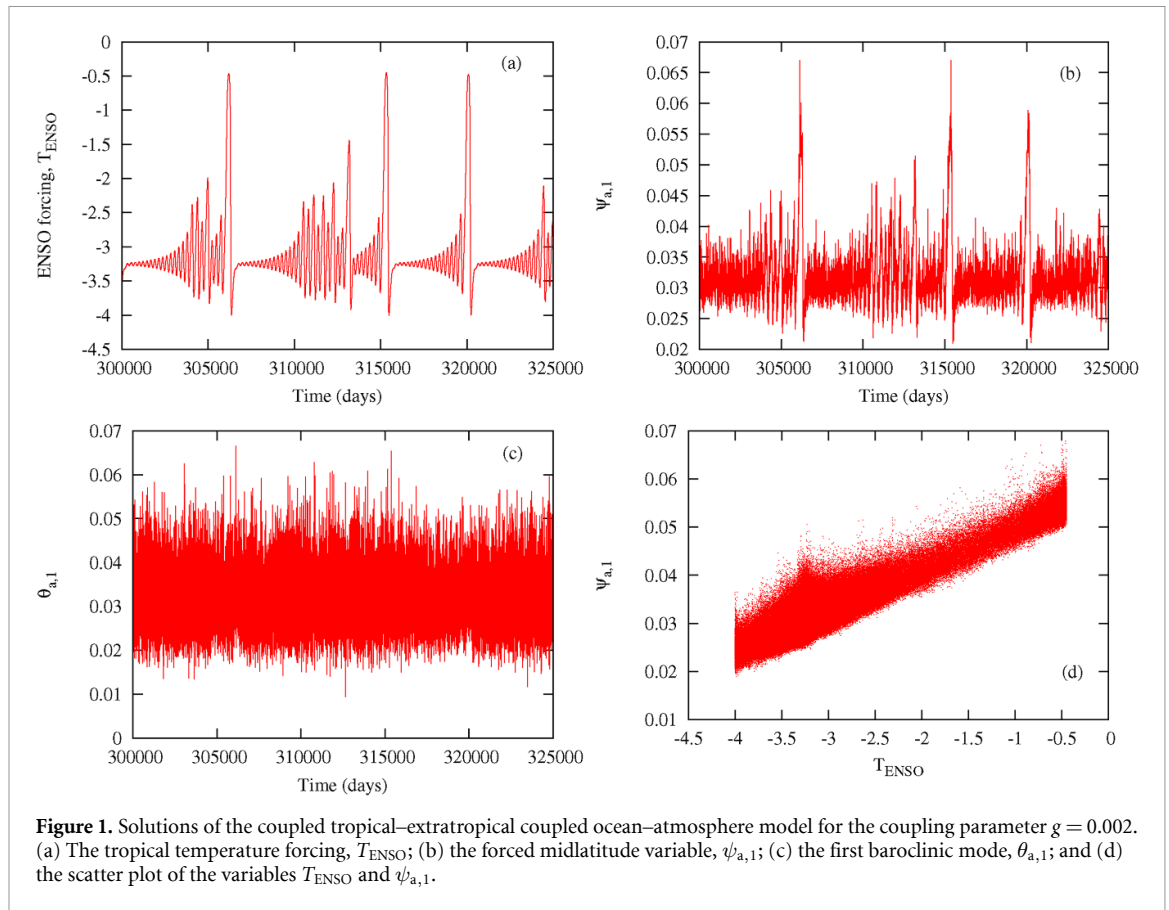 0
-0.5
-1
-1.5
-2
-2.5
-3
-3.5
-4
-4.5
ENSO forcing, T_ENSO
(a)
300000 305000 310000 315000 320000 325000
Time (days)
0.07
0.065
0.06
0.055
0.05
0.045
0.04
0.035
0.03
0.025
0.02
ψa,1
(b)
300000 305000 310000 315000 320000 325000
Time (days)
0.07
0.06
0.05
0.04
0.03
0.02
0.01
0
θa,1
(c)
300000 305000 310000 315000 320000 325000
Time (days)
0.07
0.06
0.05
0.04
0.03
0.02
0.01
ψa,1
(d)
-4.5 -4 -3.5 -3 -2.5 -2 -1.5 -1 -0.5 0
T_ENSO
Figure 1. Solutions of the coupled tropical–extratropical coupled ocean–atmosphere model for the coupling parameter g = 0.002.
(a) The tropical temperature forcing, T_ENSO; (b) the forced midlatitude variable, ψa,1; (c) the first baroclinic mode, θa,1; and (d)
the scatter plot of the variables T_ENSO and ψa,1.